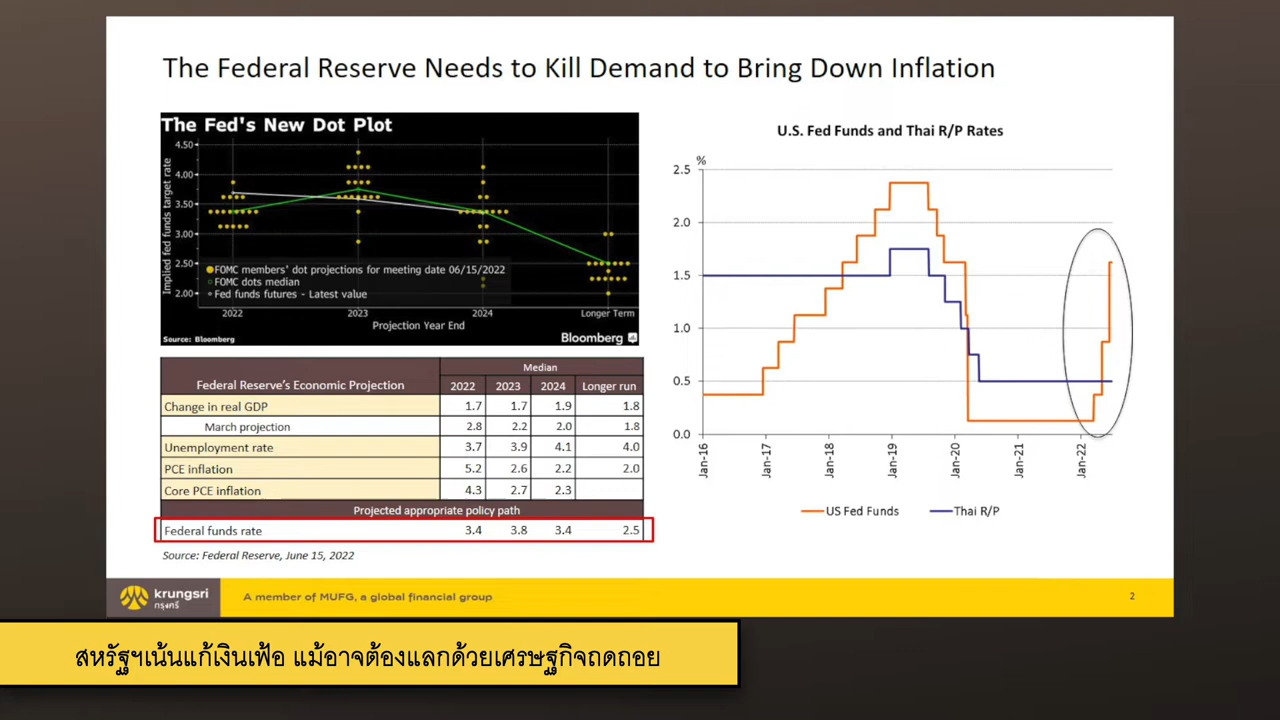 The Federal Reserve Needs to Kill Demand to Bring Down Inflation
The Fed's New Dot Plot
Implied fed funds target rate
4.50
4.00
3.00
2.50
2.00
FOMC members' dot projections for meeting date 06/15/2022
FOMC dots median
Fed funds futures - Latest value
2022 2023 2024 Longer Term
Projection Year End
Source: Bloomberg
Bloomberg
Federal Reserve's Economic Projection
Median
2022 2023 2024 Longer run
Change in real GDP 1.7 1.7 1.9 1.8
March projection 2.8 2.2 2.0 1.8
Unemployment rate 3.7 3.9 4.1 4.0
PCE inflation 5.2 2.6 2.2 2.0
Core PCE inflation 4.3 2.7 2.3
Projected appropriate policy path
Federal funds rate 3.4 3.8 3.4 2.5
Source: Federal Reserve, June 15, 2022
U.S. Fed Funds and Thai R/P Rates
%
2.5
2.0
1.5
1.0
0.5
0.0
Jan-16 Jan-17 Jan-18 Jan-19 Jan-20 Jan-21 Jan-22
US Fed Funds Thai R/P
krungsri
กรุงศรี
A member of MUFG, a global financial group
2
สหรัฐฯเน้นแก้เงินเฟ้อ แม้อาจต้องแลกด้วยเศรษฐกิจถดถอย